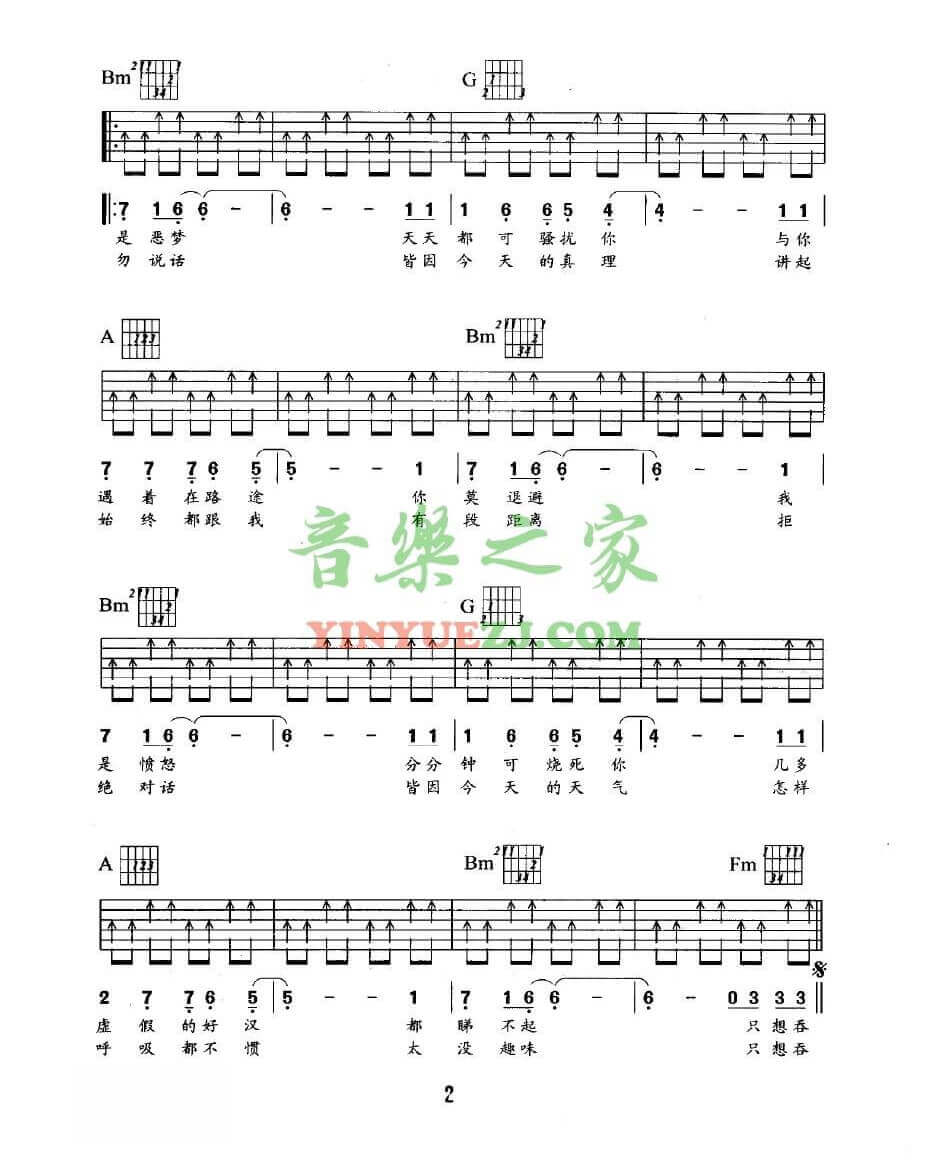 Bm 2 G
7 1 6 6 - - 6 - - 1 1 1 6 6 5 4 4 - - 1 1
是 恶 梦 天 天 都 可 骚 扰 你 与 你
勿 说 话 皆 因 今 天 的 真 理 讲 起
A Bm 2
7 7 7 6 5 5 - - 1 7 1 6 6 - 6 - - 1
遇 着 在 路 途 你 莫 退 避 我
始 终 都 跟 我 有 段 距 离 拒
音樂之家
YINYUEZJ.COM
Bm 2 G
7 1 6 6 - - 6 - - 1 1 1 6 6 5 4 4 - - 1 1
是 愤 怒 分 分 钟 可 烧 死 你 几 多
绝 对 话 皆 因 今 天 的 天 气 怎 样
A Bm 2 Fm
2 7 7 6 5 5 - - 1 7 1 6 6 - 6 - 0 3 3 3
虚 假 的 好 汉 都 睇 不 起 只 想 吞
呼 吸 都 不 惯 太 没 趣 味 只 想 吞
2